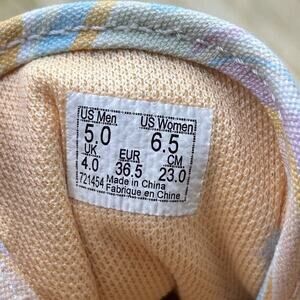 US Men US Women
5.0 6.5
UK EUR CM
4.0 36.5 23.0
721454 Made in China
Fabrique en Chine